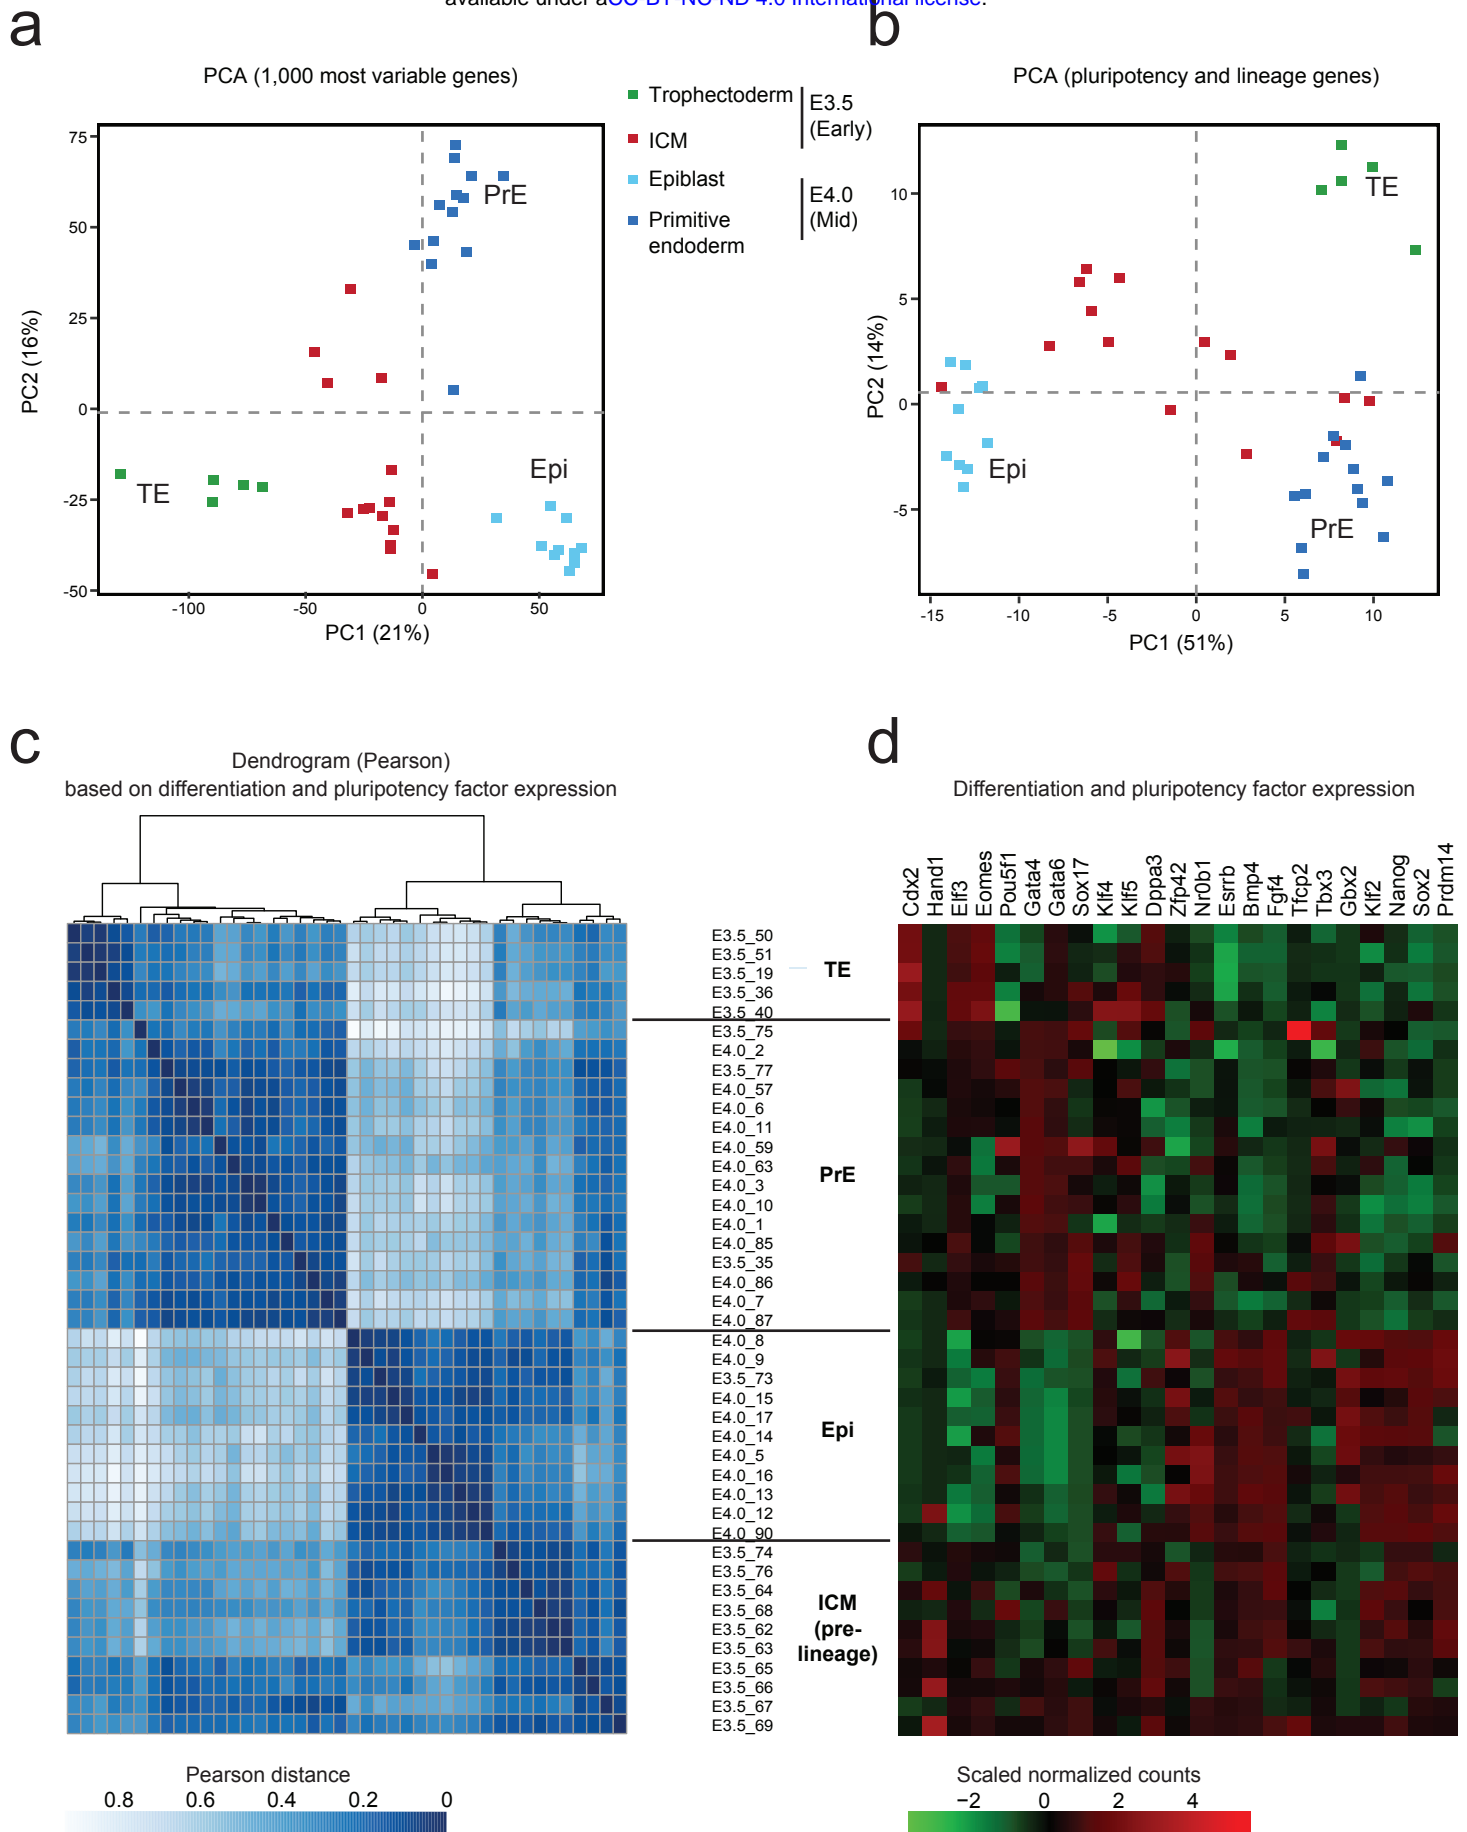 available under a
a
b
PCA (1,000 most variable genes)
75
50
25
0
-25
-50
-100
-50
0
50
PC2 (16%)
PC1 (21%)
PrE
TE
Epi
Trophectoderm
ICM
E3.5
(Early)
Epiblast
Primitive
endoderm
E4.0
(Mid)
PCA (pluripotency and lineage genes)
10
5
0
-5
-15
-10
-5
0
5
10
PC2 (14%)
PC1 (51%)
TE
Epi
PrE
c
Dendrogram (Pearson)
based on differentiation and pluripotency factor expression
E3.5_50
E3.5_51
E3.5_19
E3.5_36
E3.5_40
E3.5_75
E4.0_2
E3.5_77
E4.0_57
E4.0_6
E4.0_11
E4.0_59
E4.0_63
E4.0_3
E4.0_10
E4.0_1
E4.0_85
E3.5_35
E4.0_86
E4.0_7
E4.0_87
E4.0_8
E4.0_9
E3.5_73
E4.0_15
E4.0_17
E4.0_14
E4.0_5
E4.0_16
E4.0_13
E4.0_12
E4.0_90
E3.5_74
E3.5_76
E3.5_64
E3.5_68
E3.5_62
E3.5_63
E3.5_65
E3.5_66
E3.5_67
E3.5_69
TE
PrE
Epi
ICM
(pre-
lineage)
Pearson distance
0.8 0.6 0.4 0.2 0
d
Differentiation and pluripotency factor expression
Cdx2
Hand1
Elf3
Eomes
Pou5f1
Gata4
Gata6
Sox17
Klf4
Klf5
Dppa3
Zfp42
Nr0b1
Esrrb
Bmp4
Fgf4
Tfcp2
Tbx3
Gbx2
Klf2
Nanog
Sox2
Prdm14
Scaled normalized counts
−2 0 2 4